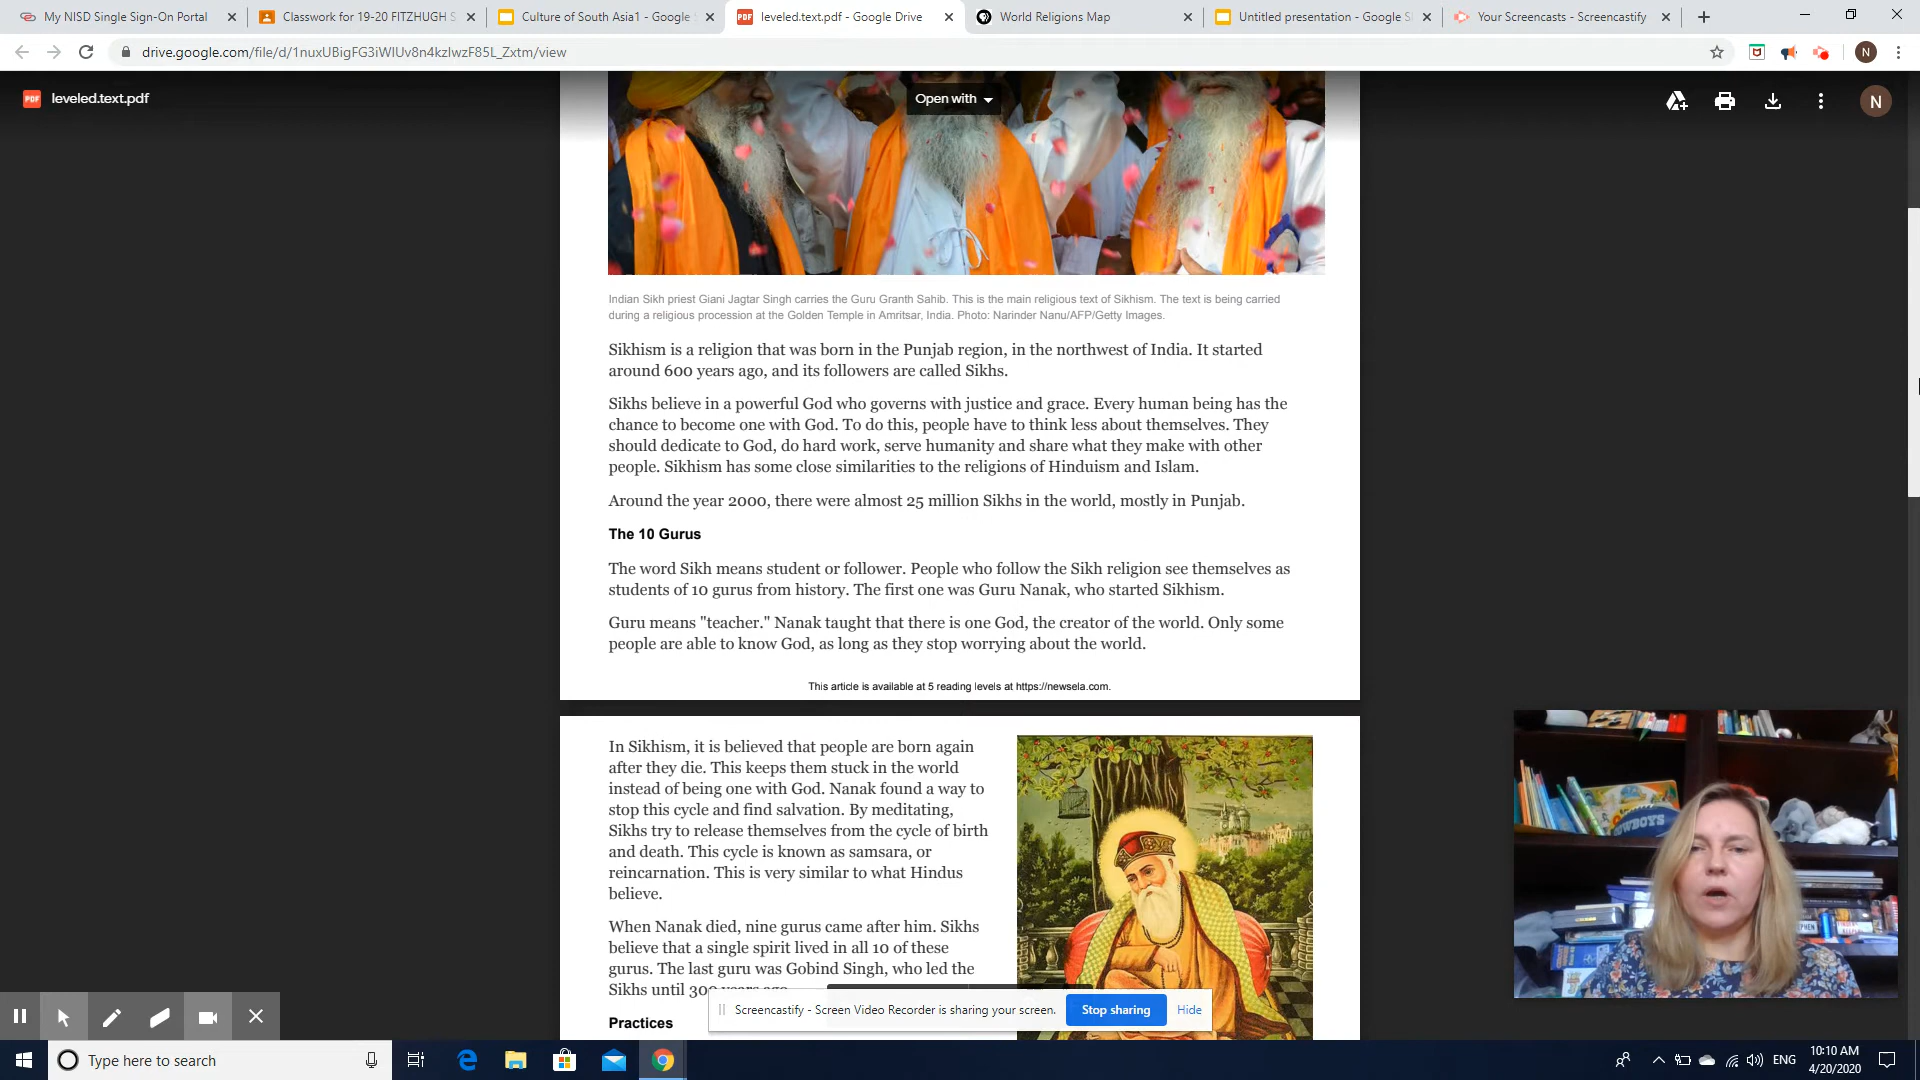 My NISD Single Sign-On Portal
Classwork for 19-20 FITZHUGH S
Culture of South Asia1 - Google S
leveled.text.pdf - Google Drive
World Religions Map
Untitled presentation - Google Sl
Your Screencasts - Screencastify
drive.google.com/file/d/1nuxUBigFG3iWIUv8n4kzIwzF85L_Zxtm/view
N
PDF leveled.text.pdf
Open with
N
Indian Sikh priest Giani Jagtar Singh carries the Guru Granth Sahib. This is the main religious text of Sikhism. The text is being carried
during a religious procession at the Golden Temple in Amritsar, India. Photo: Narinder Nanu/AFP/Getty Images.
Sikhism is a religion that was born in the Punjab region, in the northwest of India. It started
around 600 years ago, and its followers are called Sikhs.
Sikhs believe in a powerful God who governs with justice and grace. Every human being has the
chance to become one with God. To do this, people have to think less about themselves. They
should dedicate to God, do hard work, serve humanity and share what they make with other
people. Sikhism has some close similarities to the religions of Hinduism and Islam.
Around the year 2000, there were almost 25 million Sikhs in the world, mostly in Punjab.
The 10 Gurus
The word Sikh means student or follower. People who follow the Sikh religion see themselves as
students of 10 gurus from history. The first one was Guru Nanak, who started Sikhism.
Guru means "teacher." Nanak taught that there is one God, the creator of the world. Only some
people are able to know God, as long as they stop worrying about the world.
This article is available at 5 reading levels at https://newsela.com.
In Sikhism, it is believed that people are born again
after they die. This keeps them stuck in the world
instead of being one with God. Nanak found a way to
stop this cycle and find salvation. By meditating,
Sikhs try to release themselves from the cycle of birth
and death. This cycle is known as samsara, or
reincarnation. This is very similar to what Hindus
believe.
When Nanak died, nine gurus came after him. Sikhs
believe that a single spirit lived in all 10 of these
gurus. The last guru was Gobind Singh, who led the
Sikhs until 300 years ago.
Practices
COWBOYS
Screencastify - Screen Video Recorder is sharing your screen.
Stop sharing
Hide
Type here to search
ENG
10:10 AM
4/20/2020